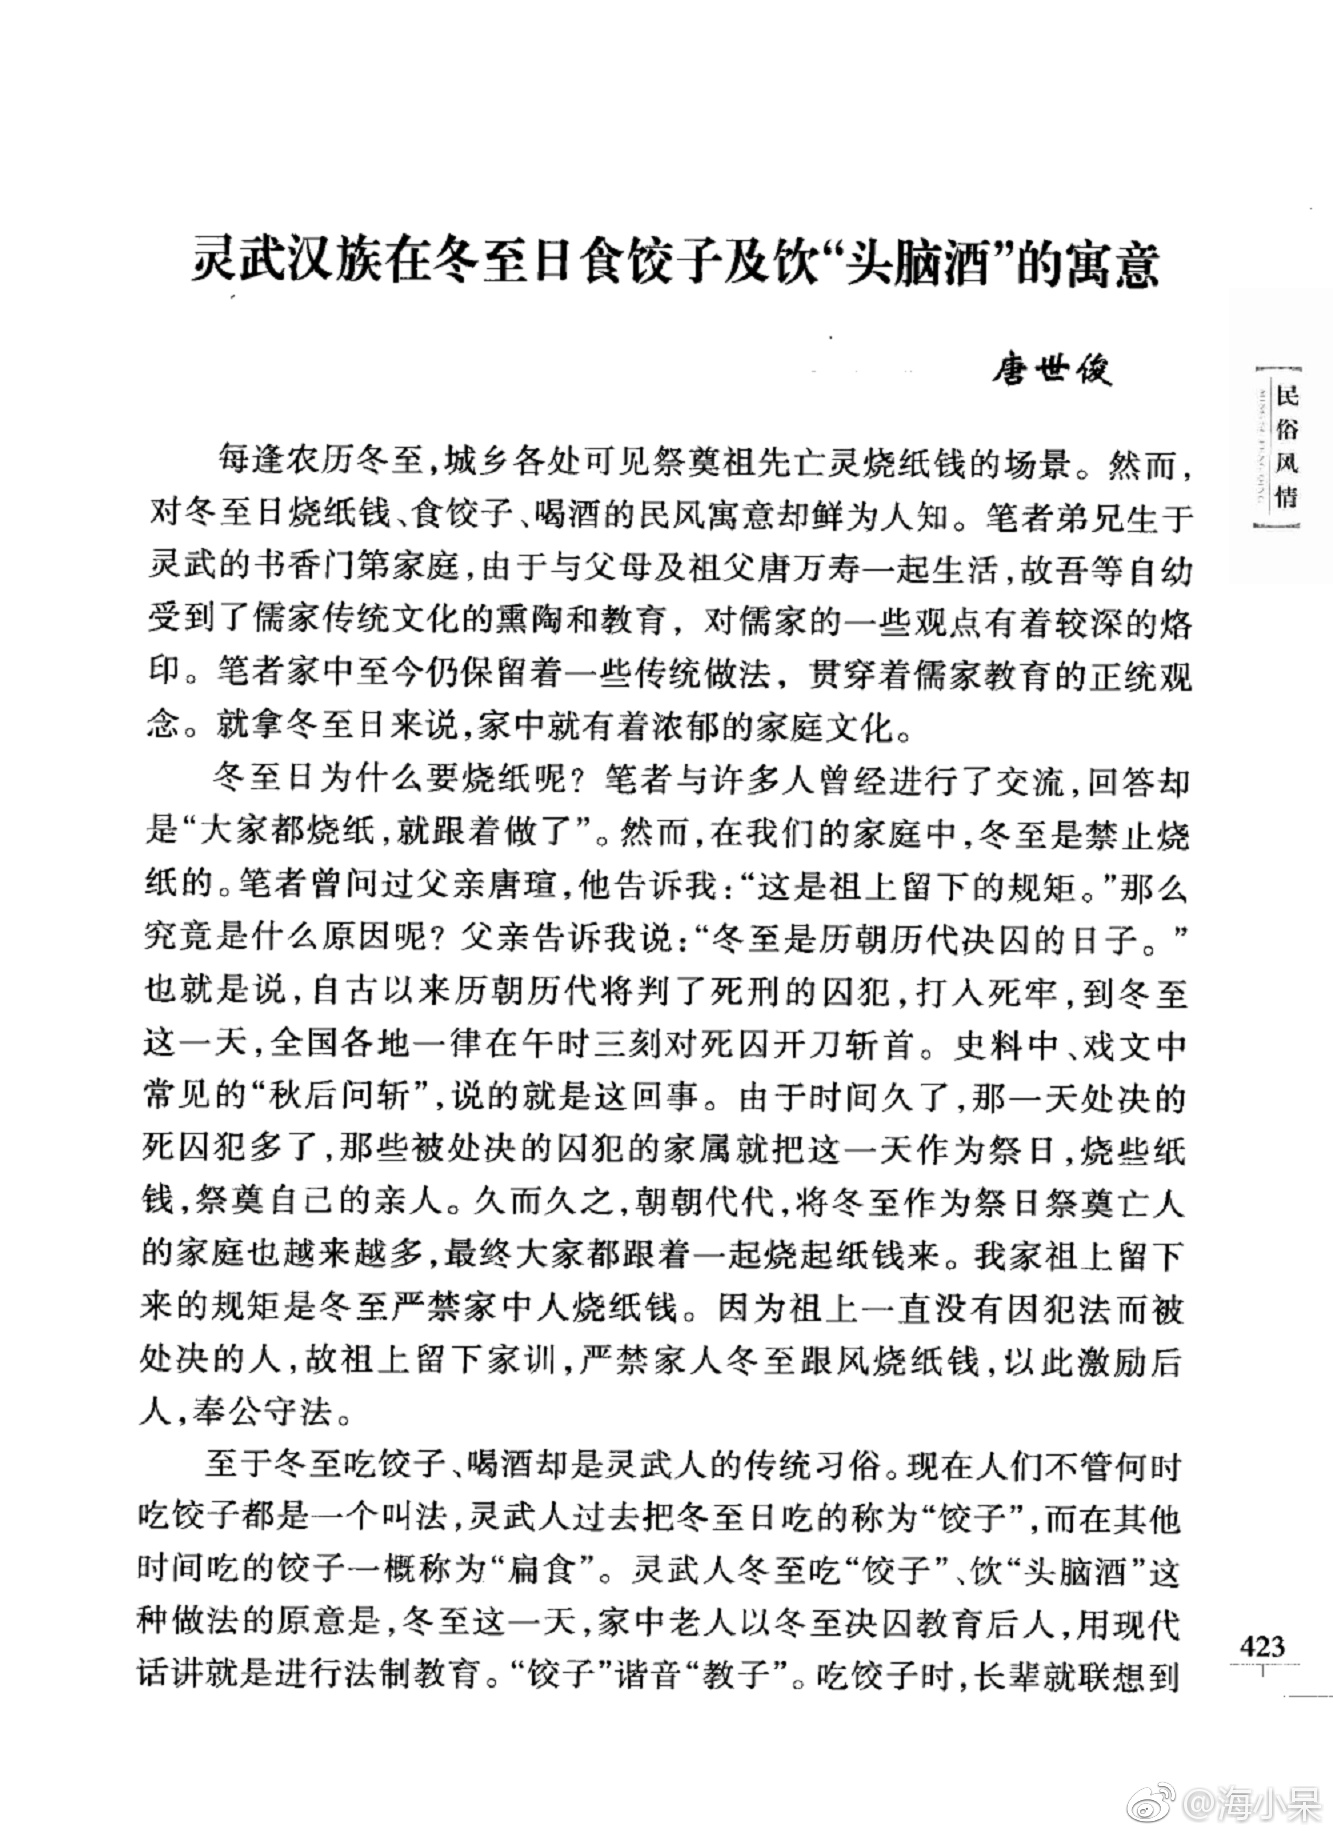 灵武汉族在冬至日食饺子及饮“头脑酒”的寓意
唐世俊
每逢农历冬至，城乡各处可见祭奠祖先亡灵烧纸钱的场景。然而，
对冬至日烧纸钱、食饺子、喝酒的民风寓意却鲜为人知。笔者弟兄生于
灵武的书香门第家庭，由于与父母及祖父唐万寿一起生活，故吾等自幼
受到了儒家传统文化的熏陶和教育，对儒家的一些观点有着较深的烙
印。笔者家中至今仍保留着一些传统做法，贯穿着儒家教育的正统观
念。就拿冬至日来说，家中就有着浓郁的家庭文化。
冬至日为什么要烧纸呢？笔者与许多人曾经进行了交流，回答却
是“大家都烧纸，就跟着做了”。然而，在我们的家庭中，冬至是禁止烧
纸的。笔者曾问过父亲唐瑄，他告诉我：“这是祖上留下的规矩。”那么
究竟是什么原因呢？父亲告诉我说：“冬至是历朝历代决囚的日子。”
也就是说，自古以来历朝历代将判了死刑的囚犯，打入死牢，到冬至
这一天，全国各地一律在午时三刻对死囚开刀斩首。史料中、戏文中
常见的“秋后问斩”，说的就是这回事。由于时间久了，那一天处决的
死囚犯多了，那些被处决的囚犯的家属就把这一天作为祭日，烧些纸
钱，祭奠自己的亲人。久而久之，朝朝代代，将冬至作为祭日祭奠亡人
的家庭也越来越多，最终大家都跟着一起烧起纸钱来。我家祖上留下
来的规矩是冬至严禁家中人烧纸钱。因为祖上一直没有因犯法而被
处决的人，故祖上留下家训，严禁家人冬至跟风烧纸钱，以此激励后
人，奉公守法。
至于冬至吃饺子、喝酒却是灵武人的传统习俗。现在人们不管何时
吃饺子都是一个叫法，灵武人过去把冬至日吃的称为“饺子”，而在其他
时间吃的饺子一概称为“扁食”。灵武人冬至吃“饺子”、饮“头脑酒”这
种做法的原意是，冬至这一天，家中老人以冬至决囚教育后人，用现代
话讲就是进行法制教育。“饺子”谐音“教子”。吃饺子时，长辈就联想到
民俗风情
423
@海小呆